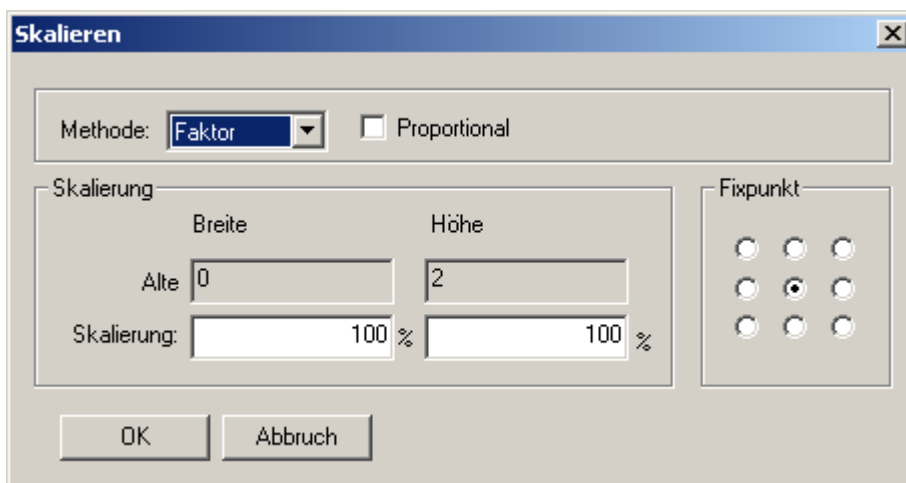 Skalieren
Methode: Faktor Proportional
Skalierung Fixpunkt
Breite Höhe
Alte 0 2
Skalierung: 100 % 100 %
OK Abbruch